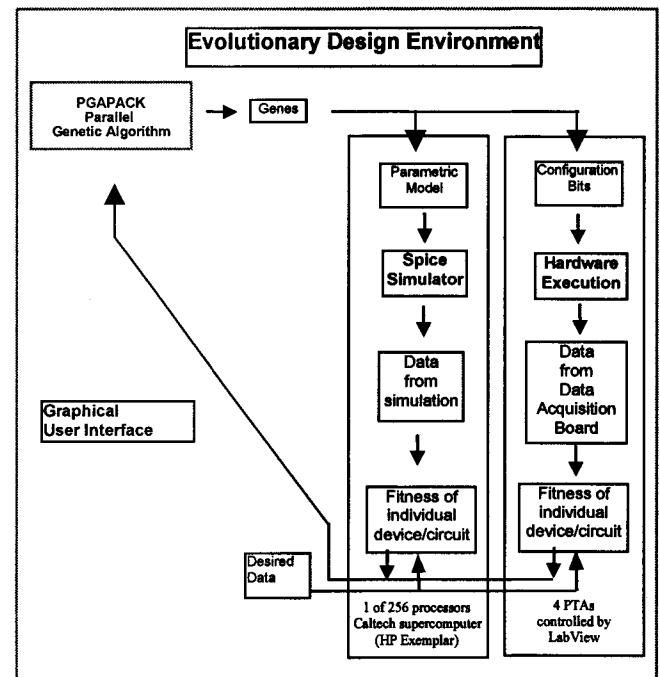 Evolutionary Design Environment
PGAPACK
Parallel
Genetic Algorithm
Genes
Parametric
Model
Spice
Simulator
Data
from
simulation
Fitness of
individual
device/circuit
1 of 256 processors
Caltech supercomputer
(HP Exemplar)
Configuration
Bits
Hardware
Execution
Data
from
Data
Acquisition
Board
Fitness of
individual
device/circuit
4 PTAs
controlled by
LabView
Graphical
User Interface
Desired
Data